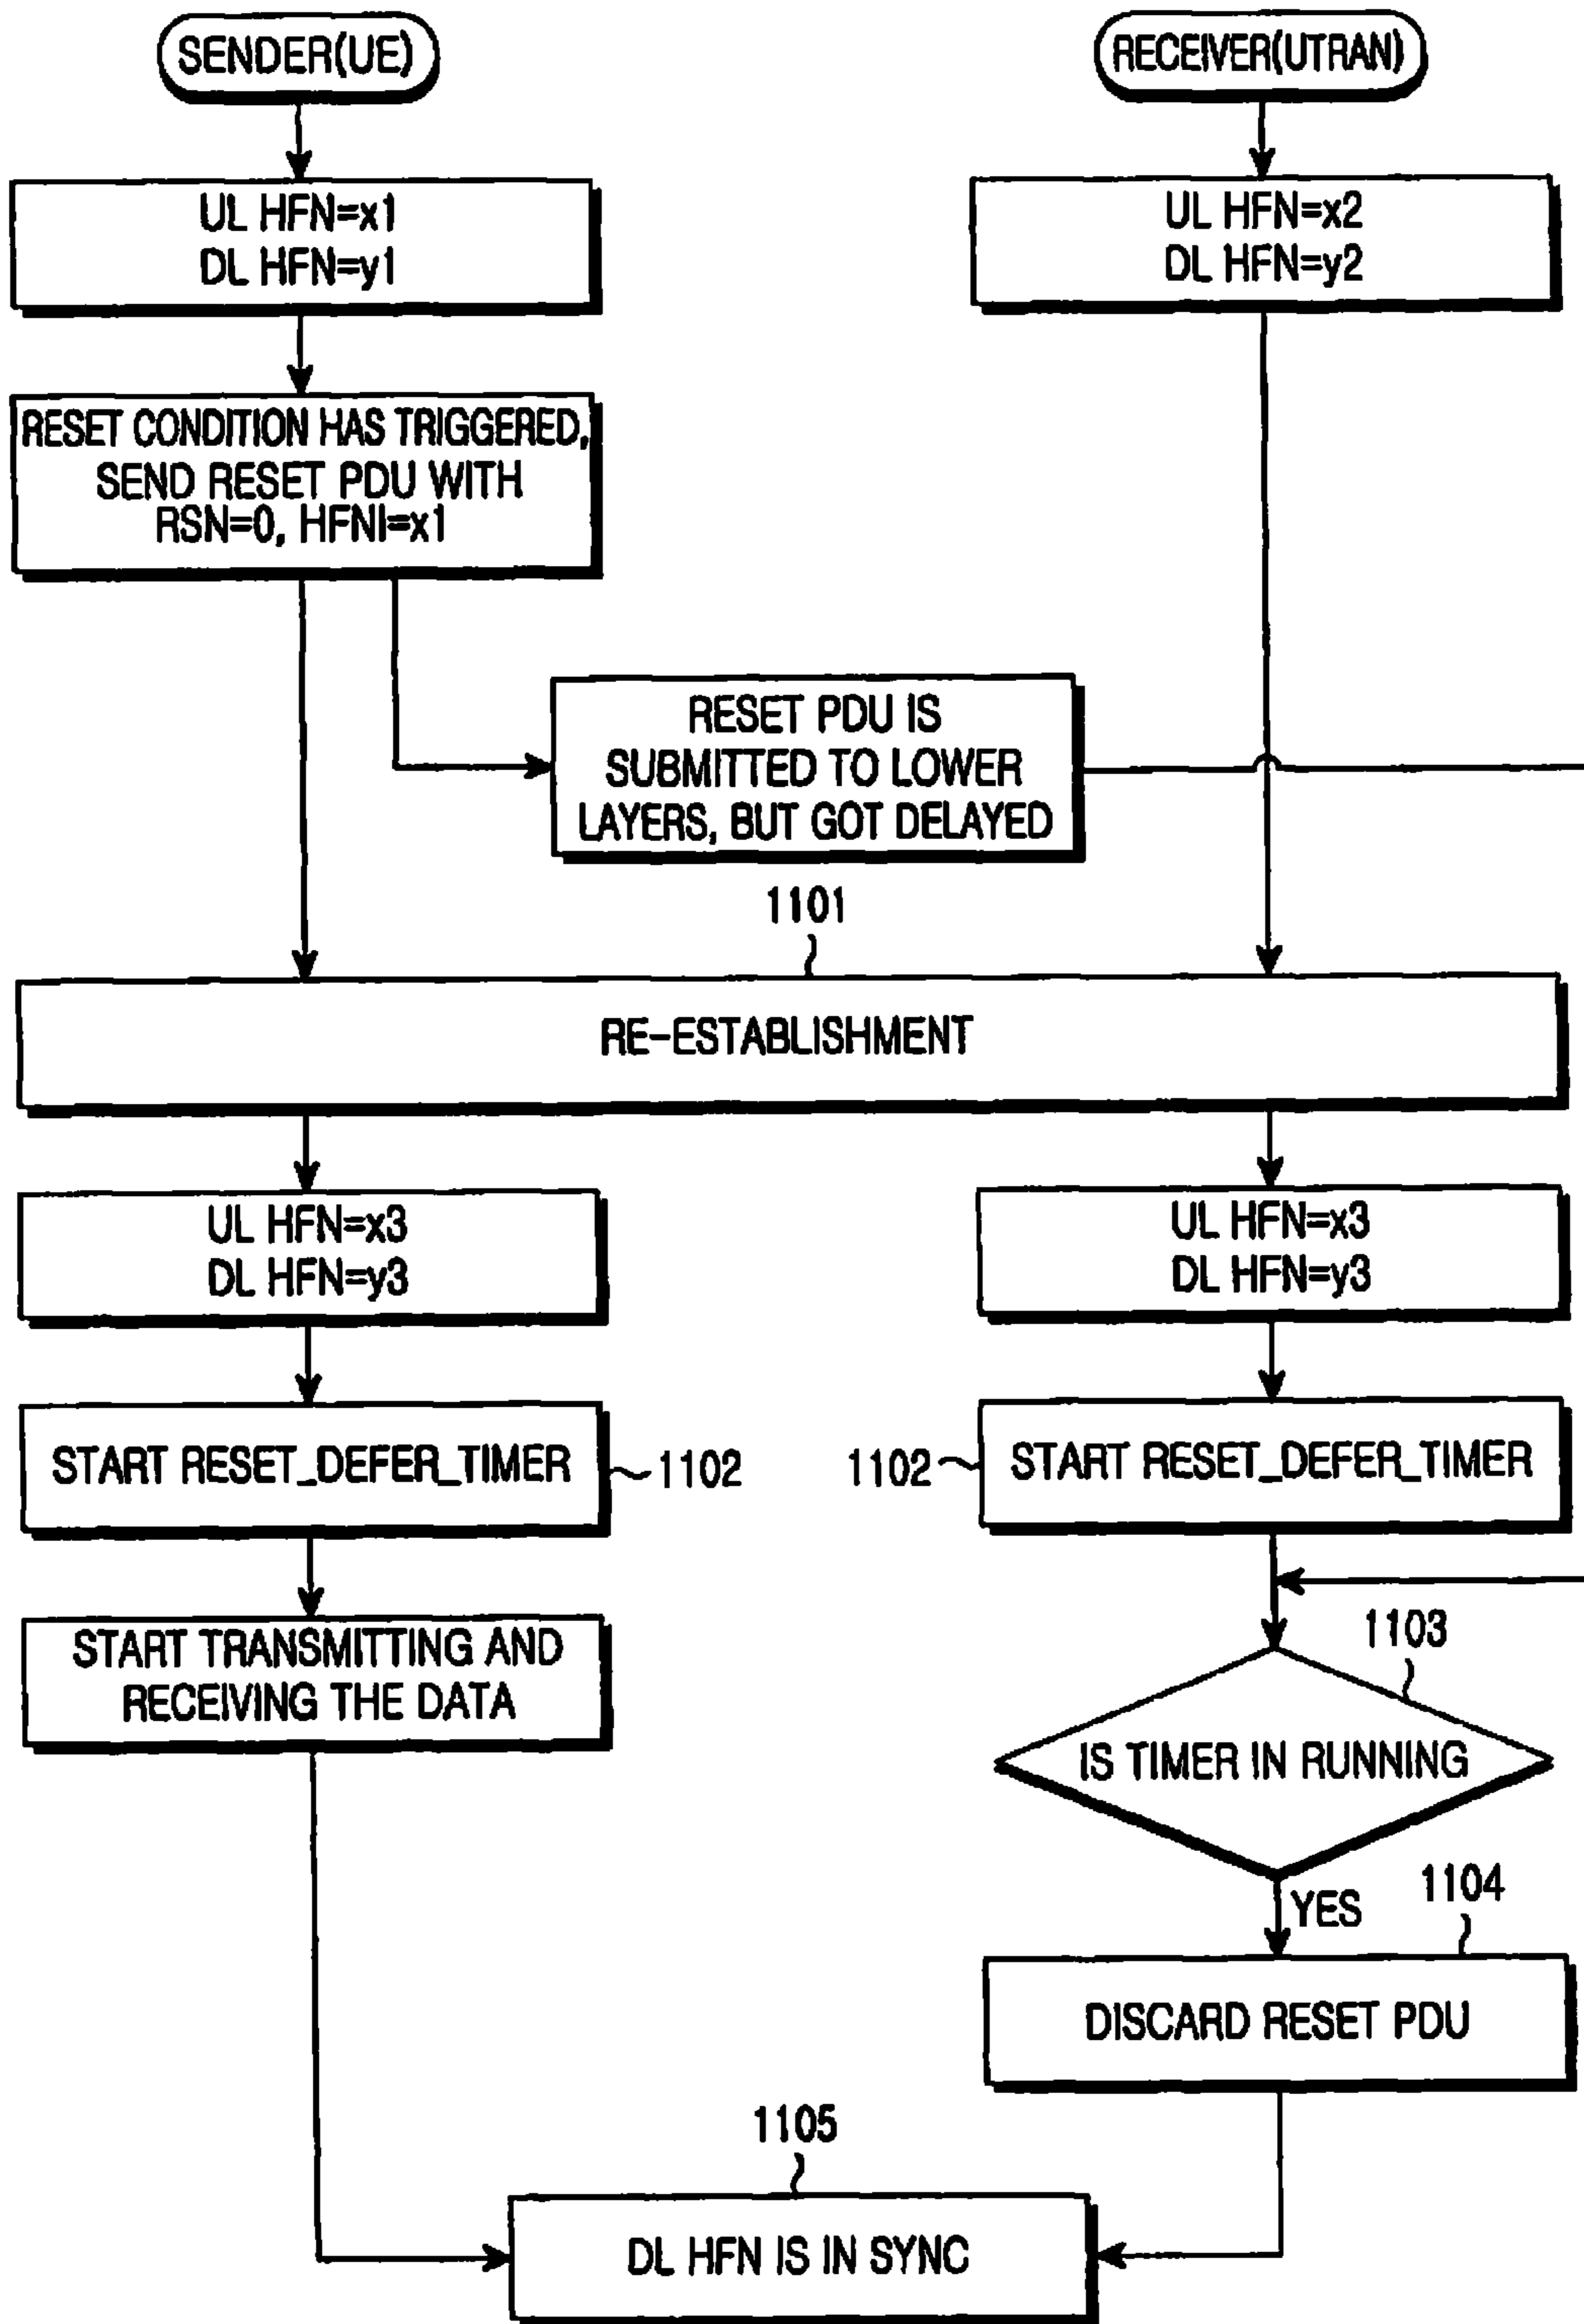 SENDER(UE)
RECEIVER(UTRAN)
UL HFN=x1
DL HFN=y1
UL HFN=x2
DL HFN=y2
RESET CONDITION HAS TRIGGERED,
SEND RESET PDU WITH
RSN=0, HFNI=x1
RESET PDU IS
SUBMITTED TO LOWER
LAYERS, BUT GOT DELAYED
1101
RE-ESTABLISHMENT
UL HFN=x3
DL HFN=y3
UL HFN=x3
DL HFN=y3
START RESET_DEFER_TIMER
1102
1102
START RESET_DEFER_TIMER
START TRANSMITTING AND
RECEIVING THE DATA
1103
IS TIMER IN RUNNING
YES
1104
DISCARD RESET PDU
1105
DL HFN IS IN SYNC